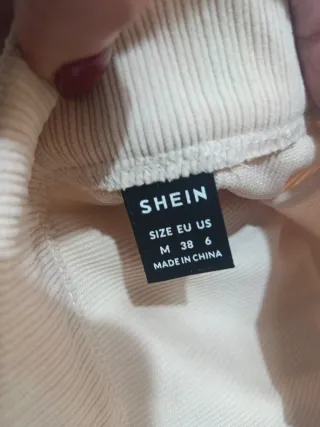 SHEIN
SIZE EU US
M 38 6
MADE IN CHINA